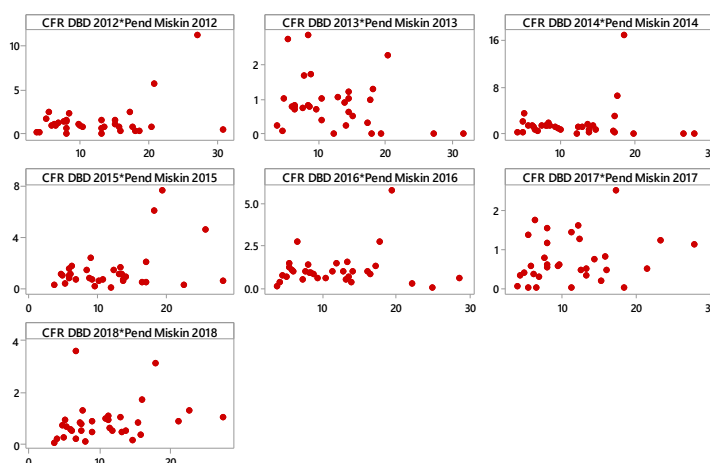 CFR DBD 2012*Pend Miskin 2012
10
5
0
0 10 20 30
CFR DBD 2013*Pend Miskin 2013
2
1
0
10 20 30
CFR DBD 2014*Pend Miskin 2014
16
8
0
10 20 3
CFR DBD 2015*Pend Miskin 2015
8
4
0
0 10 20
CFR DBD 2016*Pend Miskin 2016
5.0
2.5
0.0
10 20 30
CFR DBD 2017*Pend Miskin 2017
2
1
0
10 20 3
CFR DBD 2018*Pend Miskin 2018
4
2
0
10 20